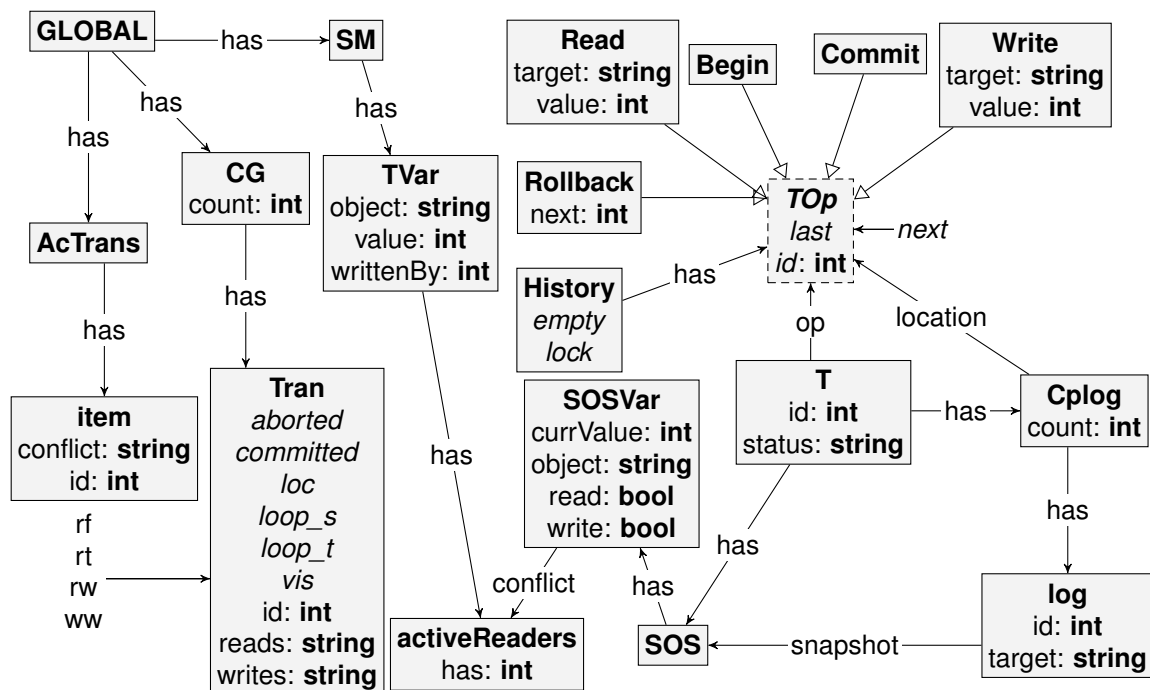 GLOBAL
has
SM
has
has
has
AcTrans
CG
count: int
TVar
object: string
value: int
writtenBy: int
has
has
item
conflict: string
id: int
rf
rt
rw
ww
Tran
aborted
committed
loc
loop_s
loop_t
vis
id: int
reads: string
writes: string
has
activeReaders
has: int
Read
target: string
value: int
Begin
Commit
Write
target: string
value: int
Rollback
next: int
TOp
last
id: int
next
History
empty
lock
has
op
location
SOSVar
currValue: int
object: string
read: bool
write: bool
T
id: int
status: string
has
Cplog
count: int
conflict
has
has
has
SOS
snapshot
log
id: int
target: string